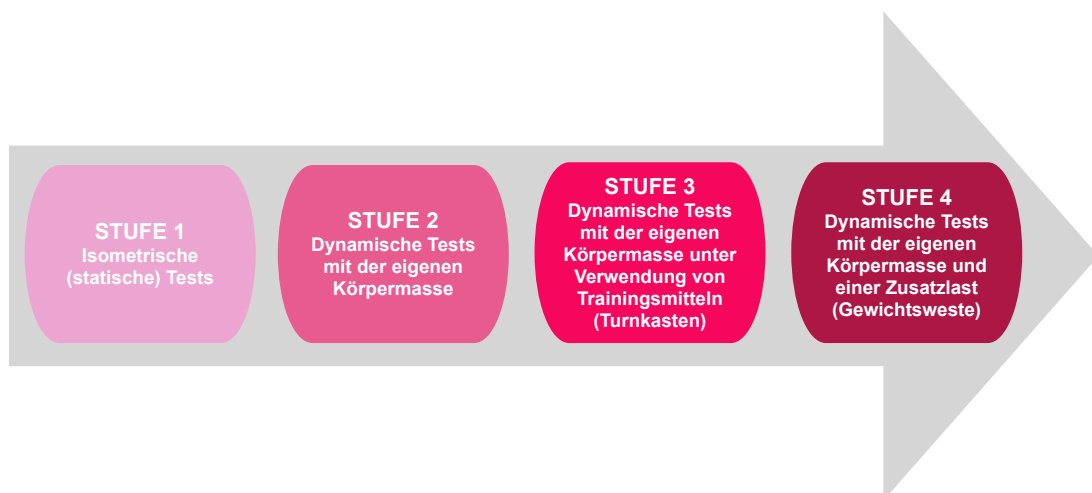 STUFE 1
Isometrische
(statische) Tests
STUFE 2
Dynamische Tests
mit der eigenen
Körpermasse
STUFE 3
Dynamische Tests
mit der eigenen
Körpermasse unter
Verwendung von
Trainingsmitteln
(Turnkasten)
STUFE 4
Dynamische Tests
mit der eigenen
Körpermasse und
einer Zusatzlast
(Gewichtsweste)